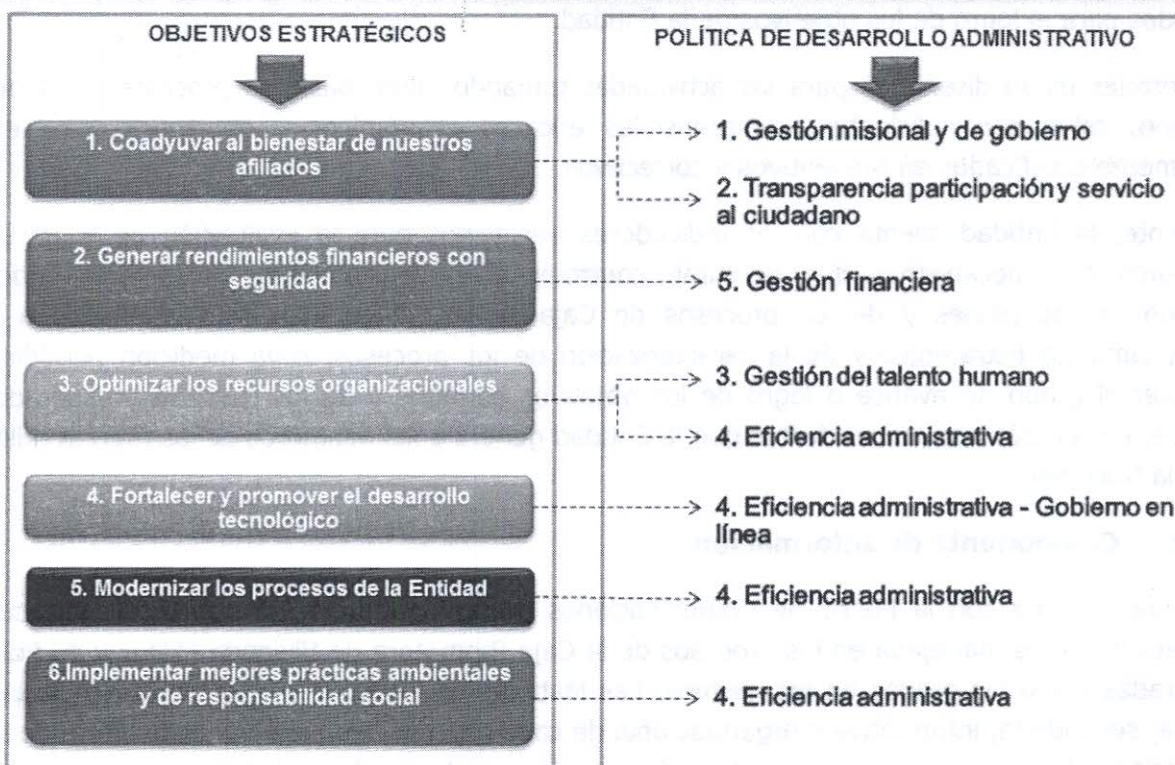 OBJETIVOS ESTRATÉGICOS
POLÍTICA DE DESARROLLO ADMINISTRATIVO
1. Coadyuvar al bienestar de nuestros
afiliados
1. Gestión misional y de gobierno
2. Transparencia participación y servicio
al ciudadano
2. Generar rendimientos financieros con
seguridad
5. Gestión financiera
3. Optimizar los recursos organizacionales
3. Gestión del talento humano
4. Eficiencia administrativa
4. Fortalecer y promover el desarrollo
tecnológico
4. Eficiencia administrativa - Gobierno en
línea
5. Modernizar los procesos de la Entidad
4. Eficiencia administrativa
6.Implementar mejores prácticas ambientales
y de responsabilidad social
4. Eficiencia administrativa